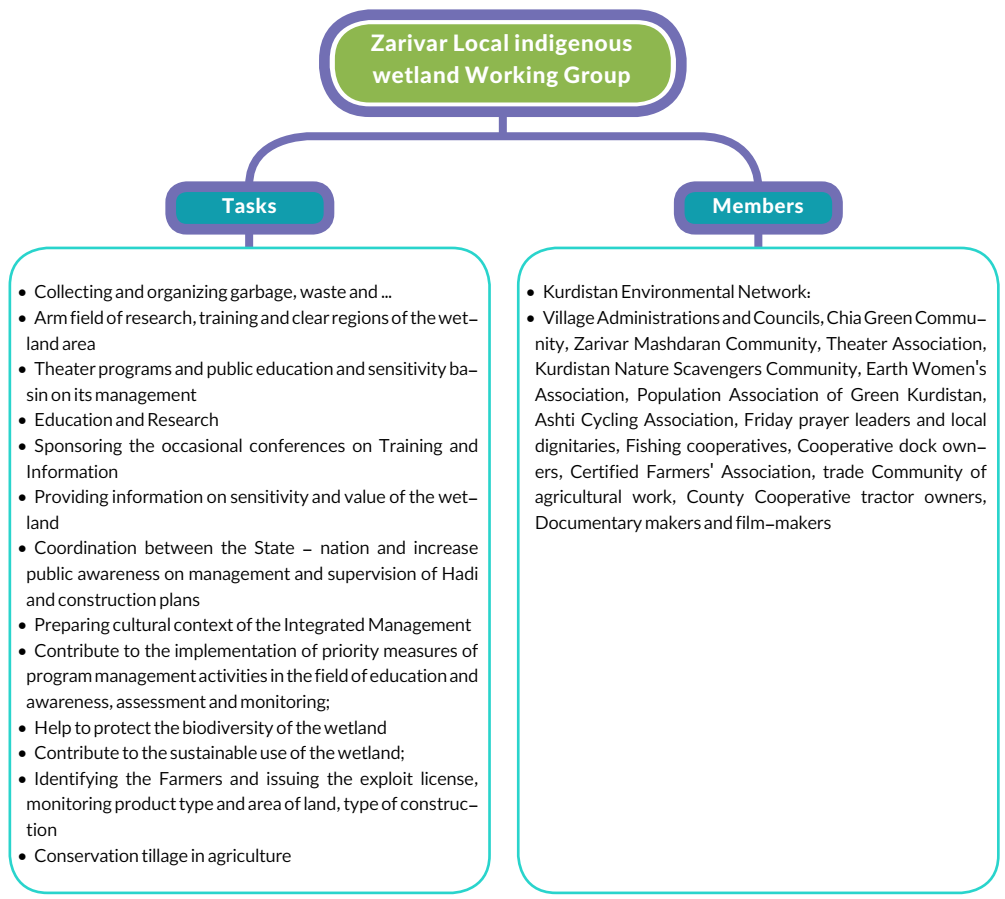 Zarivar Local indigenous
wetland Working Group
Tasks
• Collecting and organizing garbage, waste and ...
• Arm field of research, training and clear regions of the wet-
land area
• Theater programs and public education and sensitivity ba-
sin on its management
• Education and Research
• Sponsoring the occasional conferences on Training and
Information
• Providing information on sensitivity and value of the wet-
land
• Coordination between the State - nation and increase
public awareness on management and supervision of Hadi
and construction plans
• Preparing cultural context of the Integrated Management
• Contribute to the implementation of priority measures of
program management activities in the field of education and
awareness, assessment and monitoring;
• Help to protect the biodiversity of the wetland
• Contribute to the sustainable use of the wetland;
• Identifying the Farmers and issuing the exploit license,
monitoring product type and area of land, type of construc-
tion
• Conservation tillage in agriculture
Members
• Kurdistan Environmental Network:
• Village Administrations and Councils, Chia Green Commu-
nity, Zarivar Mashdaran Community, Theater Association,
Kurdistan Nature Scavengers Community, Earth Women's
Association, Population Association of Green Kurdistan,
Ashti Cycling Association, Friday prayer leaders and local
dignitaries, Fishing cooperatives, Cooperative dock own-
ers, Certified Farmers' Association, trade Community of
agricultural work, County Cooperative tractor owners,
Documentary makers and film-makers